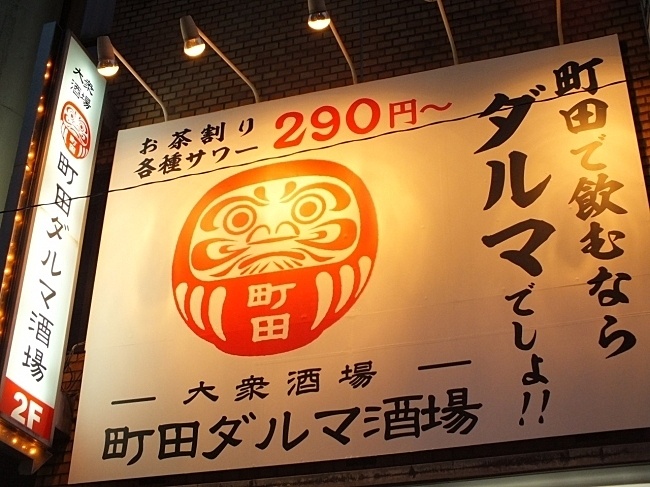 大衆
酒場
町田
町田ダルマ酒場
2F
お茶割り
各種サワー
290円～
町田
大衆酒場
町田ダルマ酒場
町田で飲むなら
ダルマでしょ!!